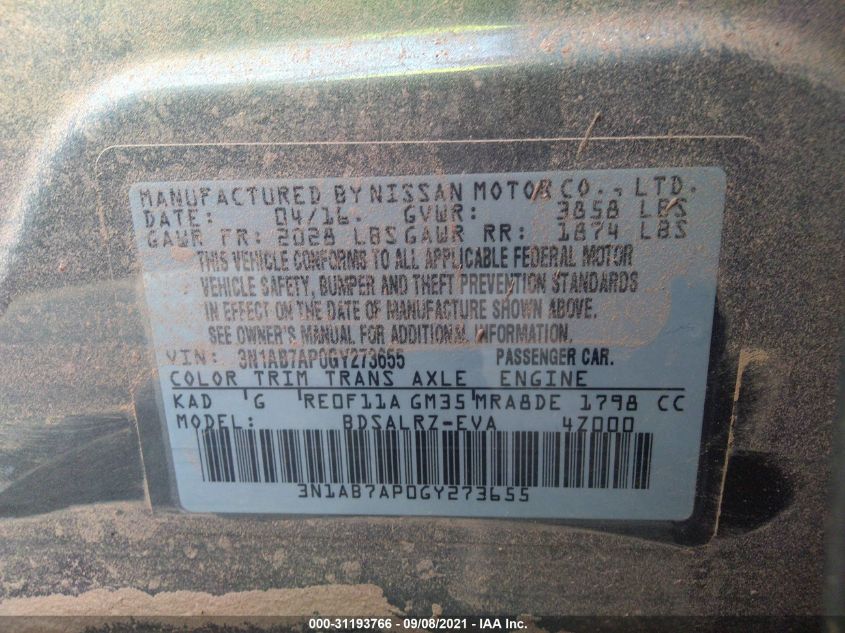 MANUFACTURED BY NISSAN MOTOR CO., LTD.
DATE: 04/16. GVWR: 3858 LBS
GAWR FR: 2028 LBS GAWR RR: 1874 LBS
THIS VEHICLE CONFORMS TO ALL APPLICABLE FEDERAL MOTOR
VEHICLE SAFETY, BUMPER AND THEFT PREVENTION STANDARDS
IN EFFECT ON THE DATE OF MANUFACTURE SHOWN ABOVE.
SEE OWNER'S MANUAL FOR ADDITIONAL INFORMATION.
VIN: 3N1AB7AP0GY273655 PASSENGER CAR.
COLOR TRIM TRANS AXLE ENGINE
KAD G RE0F11A GM35 MRA8DE 1798 CC
MODEL: BDSALRZ-EVA 4Z000
3N1AB7AP0GY273655
000-31193766 - 09/08/2021 - IAA Inc.